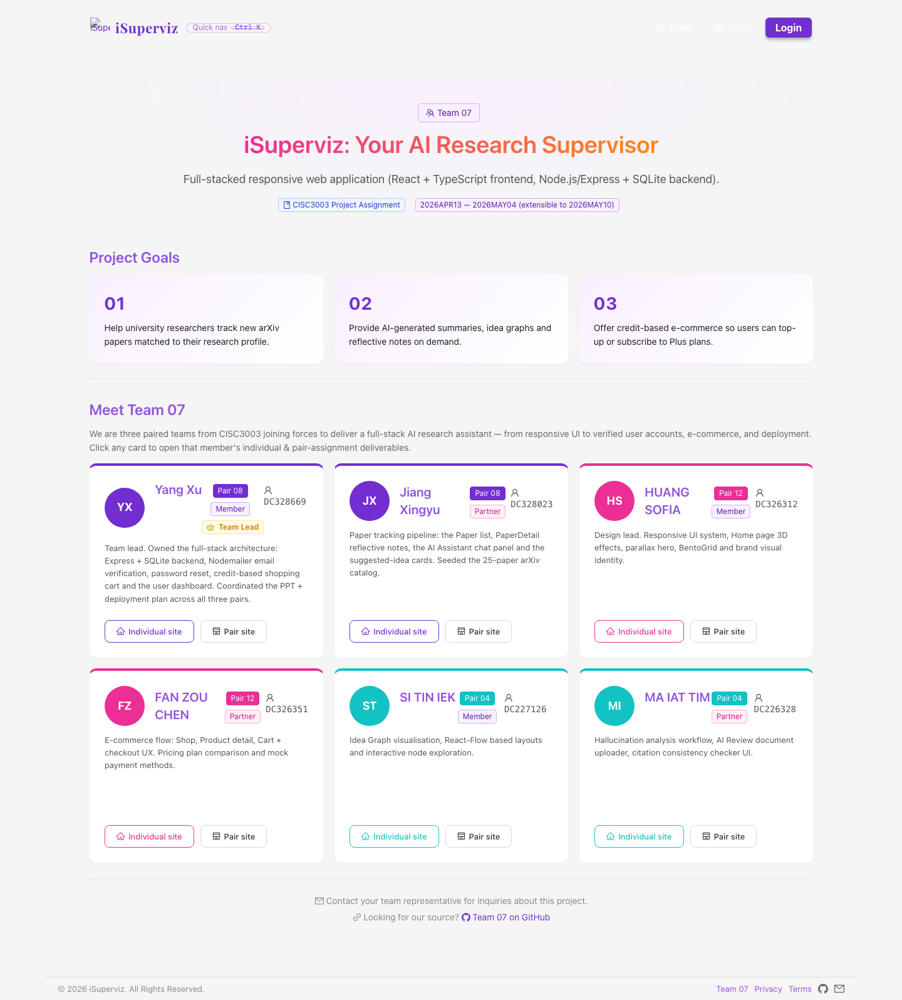 iSuperviz Quick nav Ctrl K Team Shop Login
Team 07
iSuperviz: Your AI Research Supervisor
Full-stacked responsive web application (React + TypeScript frontend, Node.js/Express + SQLite backend).
CISC3003 Project Assignment 2026APR13 — 2026MAY04 (extensible to 2026MAY10)
Project Goals
01
Help university researchers track new arXiv
papers matched to their research profile.
02
Provide AI-generated summaries, idea graphs and
reflective notes on demand.
03
Offer credit-based e-commerce so users can top-
up or subscribe to Plus plans.
Meet Team 07
We are three paired teams from CISC3003 joining forces to deliver a full-stack AI research assistant — from responsive UI to verified user accounts, e-commerce, and deployment.
Click any card to open that member's individual & pair-assignment deliverables.
YX
Yang Xu
Pair 08
Member
Team Lead
DC328669
Team lead. Owned the full-stack architecture:
Express + SQLite backend, Nodemailer email
verification, password reset, credit-based shopping
cart and the user dashboard. Coordinated the PPT +
deployment plan across all three pairs.
Individual site Pair site
JX
Jiang
Xingyu
Pair 08
Partner
DC328023
Paper tracking pipeline: the Paper list, PaperDetail
reflective notes, the AI Assistant chat panel and the
suggested-idea cards. Seeded the 25-paper arXiv
catalog.
Individual site Pair site
HS
HUANG
SOFIA
Pair 12
Member
DC326312
Design lead. Responsive UI system, Home page 3D
effects, parallax hero, BentoGrid and brand visual
identity.
Individual site Pair site
FZ
FAN ZOU
CHEN
Pair 12
Partner
DC326351
E-commerce flow: Shop, Product detail, Cart +
checkout UX. Pricing plan comparison and mock
payment methods.
Individual site Pair site
ST
SI TIN IEK
Pair 04
Member
DC227126
Idea Graph visualisation, React-Flow based layouts
and interactive node exploration.
Individual site Pair site
MI
MA IAT TIM
Pair 04
Partner
DC226328
Hallucination analysis workflow, AI Review document
uploader, citation consistency checker UI.
Individual site Pair site
Contact your team representative for inquiries about this project.
Looking for our source? Team 07 on GitHub
© 2026 iSuperviz. All Rights Reserved. Team 07 Privacy Terms